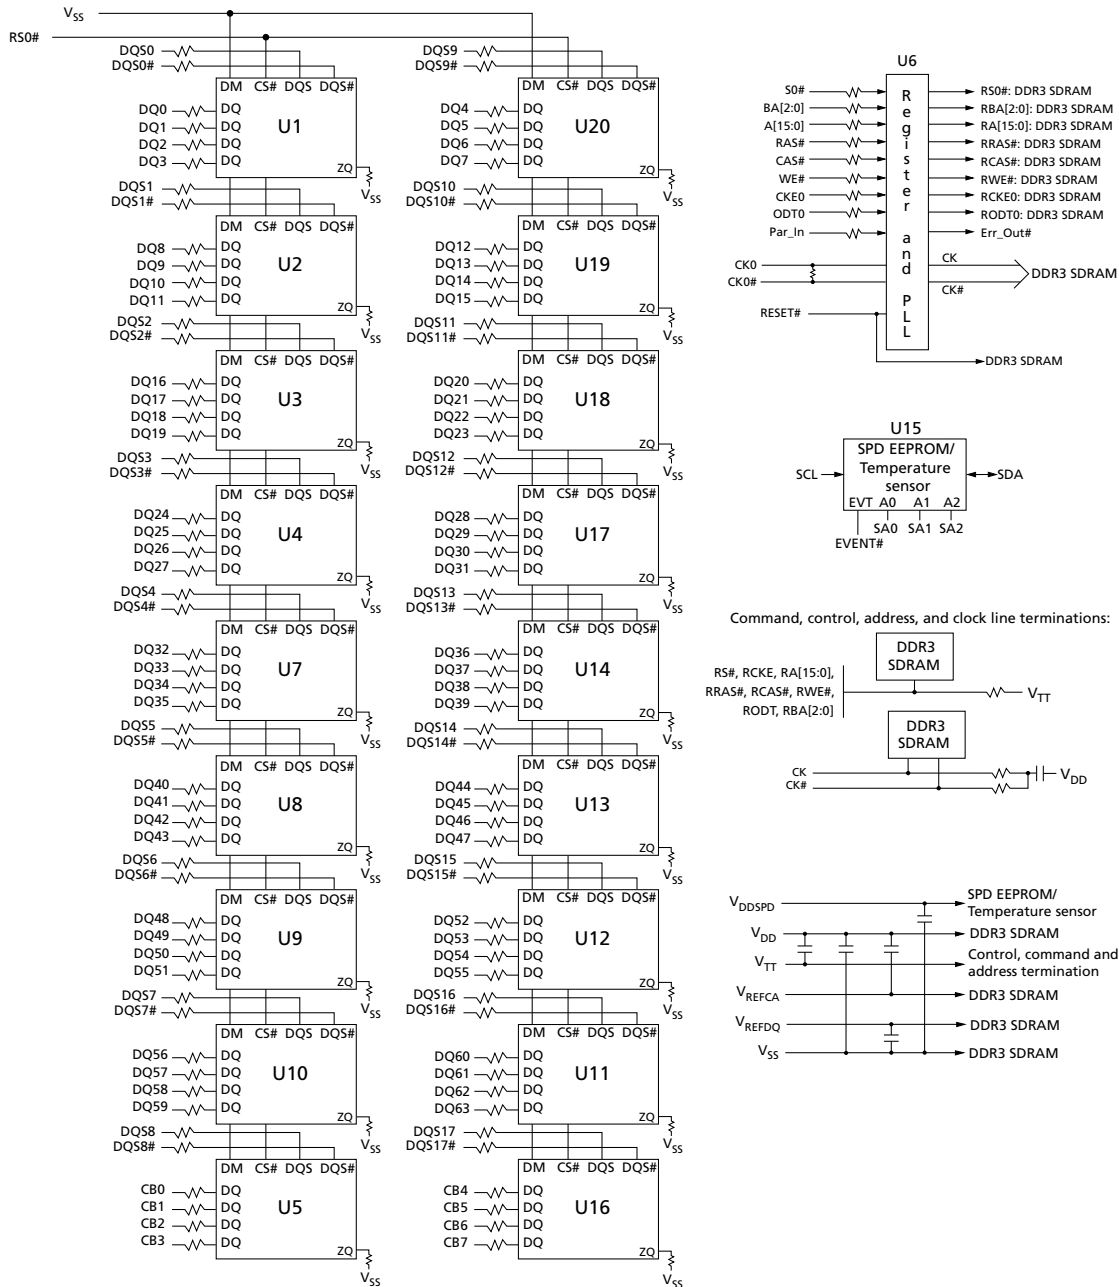 VSS
RS0#
DQS0
DQS0#
DM CS# DQS DQS#
DQ0 DQ
DQ1 DQ
DQ2 DQ
DQ3 DQ
U1
ZQ
VSS
DQS1
DQS1#
U2
DQ8 DQ
DQ9 DQ
DQ10 DQ
DQ11 DQ
ZQ
VSS
DQS2
DQS2#
DM CS# DQS DQS#
DQ16 DQ
DQ17 DQ
DQ18 DQ
DQ19 DQ
U3
ZQ
VSS
DQS3
DQS3#
DM CS# DQS DQS#
DQ24 DQ
DQ25 DQ
DQ26 DQ
DQ27 DQ
U4
ZQ
VSS
DQS4
DQS4#
DM CS# DQS DQS#
DQ32 DQ
DQ33 DQ
DQ34 DQ
DQ35 DQ
U7
ZQ
VSS
DQS5
DQS5#
DM CS# DQS DQS#
DQ40 DQ
DQ41 DQ
DQ42 DQ
DQ43 DQ
U8
ZQ
VSS
DQS6
DQS6#
DM CS# DQS DQS#
DQ48 DQ
DQ49 DQ
DQ50 DQ
DQ51 DQ
U9
ZQ
VSS
DQS7
DQS7#
DM CS# DQS DQS#
DQ56 DQ
DQ57 DQ
DQ58 DQ
DQ59 DQ
U10
ZQ
VSS
DQS8
DQS8#
DM CS# DQS DQS#
CB0 DQ
CB1 DQ
CB2 DQ
CB3 DQ
U5
ZQ
VSS
DQS9
DQS9#
DM CS# DQS DQS#
DQ4 DQ
DQ5 DQ
DQ6 DQ
DQ7 DQ
U20
ZQ
VSS
DQS10
DQS10#
DM CS# DQS DQS#
DQ12 DQ
DQ13 DQ
DQ14 DQ
DQ15 DQ
U19
ZQ
VSS
DQS11
DQS11#
DM CS# DQS DQS#
DQ20 DQ
DQ21 DQ
DQ22 DQ
DQ23 DQ
U18
ZQ
VSS
DQS12
DQS12#
DM CS# DQS DQS#
DQ28 DQ
DQ29 DQ
DQ30 DQ
DQ31 DQ
U17
ZQ
VSS
DQS13
DQS13#
DM CS# DQS DQS#
DQ36 DQ
DQ37 DQ
DQ38 DQ
DQ39 DQ
U14
ZQ
VSS
DQS14
DQS14#
DM CS# DQS DQS#
DQ44 DQ
DQ45 DQ
DQ46 DQ
DQ47 DQ
U13
ZQ
VSS
DQS15
DQS15#
DM CS# DQS DQS#
DQ52 DQ
DQ53 DQ
DQ54 DQ
DQ55 DQ
U12
ZQ
VSS
DQS16
DQS16#
DM CS# DQS DQS#
DQ60 DQ
DQ61 DQ
DQ62 DQ
DQ63 DQ
U11
ZQ
VSS
DQS17
DQS17#
DM CS# DQS DQS#
CB4 DQ
CB5 DQ
CB6 DQ
CB7 DQ
U16
ZQ
VSS
U6
Register and PLL
S0#
BA[2:0]
A[15:0]
RAS#
CAS#
WE#
CKE0
ODT0
Par_In
CK0
CK0#
RESET#
RS0#: DDR3 SDRAM
RBA[2:0]: DDR3 SDRAM
RA[15:0]: DDR3 SDRAM
RRAS#: DDR3 SDRAM
RCAS#: DDR3 SDRAM
RWE#: DDR3 SDRAM
RCKE0: DDR3 SDRAM
RODT0: DDR3 SDRAM
Err_Out#
CK
CK#
DDR3 SDRAM
DDR3 SDRAM
U15
SPD EEPROM/
Temperature
sensor
SCL
SDA
EVT A0 A1 A2
SA0 SA1 SA2
EVENT#
Command, control, address, and clock line terminations:
DDR3
SDRAM
RS#, RCKE, RA[15:0],
RRAS#, RCAS#, RWE#,
RODT, RBA[2:0]
VTT
DDR3
SDRAM
CK
CK#
VDD
VDDSPD
SPD EEPROM/
Temperature sensor
VDD
DDR3 SDRAM
VTT
Control, command and
address termination
VREFCA
DDR3 SDRAM
VREFDQ
DDR3 SDRAM
VSS
DDR3 SDRAM